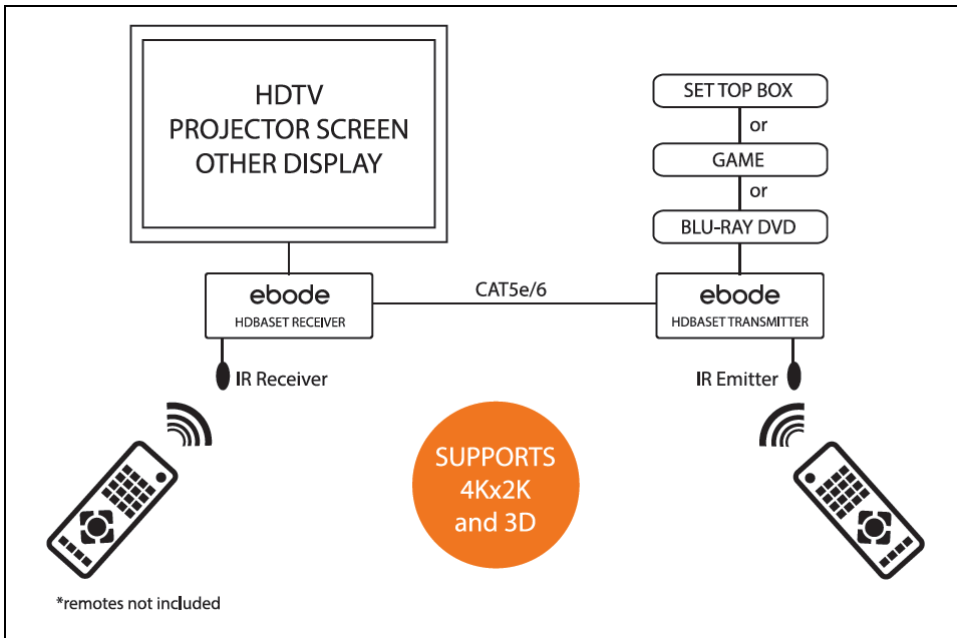 HDTV
PROJECTOR SCREEN
OTHER DISPLAY
SET TOP BOX
or
GAME
or
BLU-RAY DVD
ebode
HDBASET RECEIVER
CAT5e/6
ebode
HDBASET TRANSMITTER
IR Receiver
IR Emitter
SUPPORTS
4Kx2K
and 3D
*remotes not included